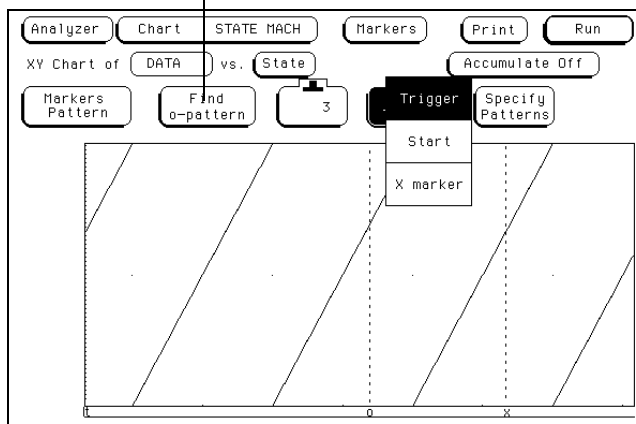 Analyzer Chart STATE MACH Markers Print Run
XY Chart of DATA vs. State Accumulate Off
Markers Pattern Find o-pattern 3 Trigger Specify Patterns
Start
X marker
t o x